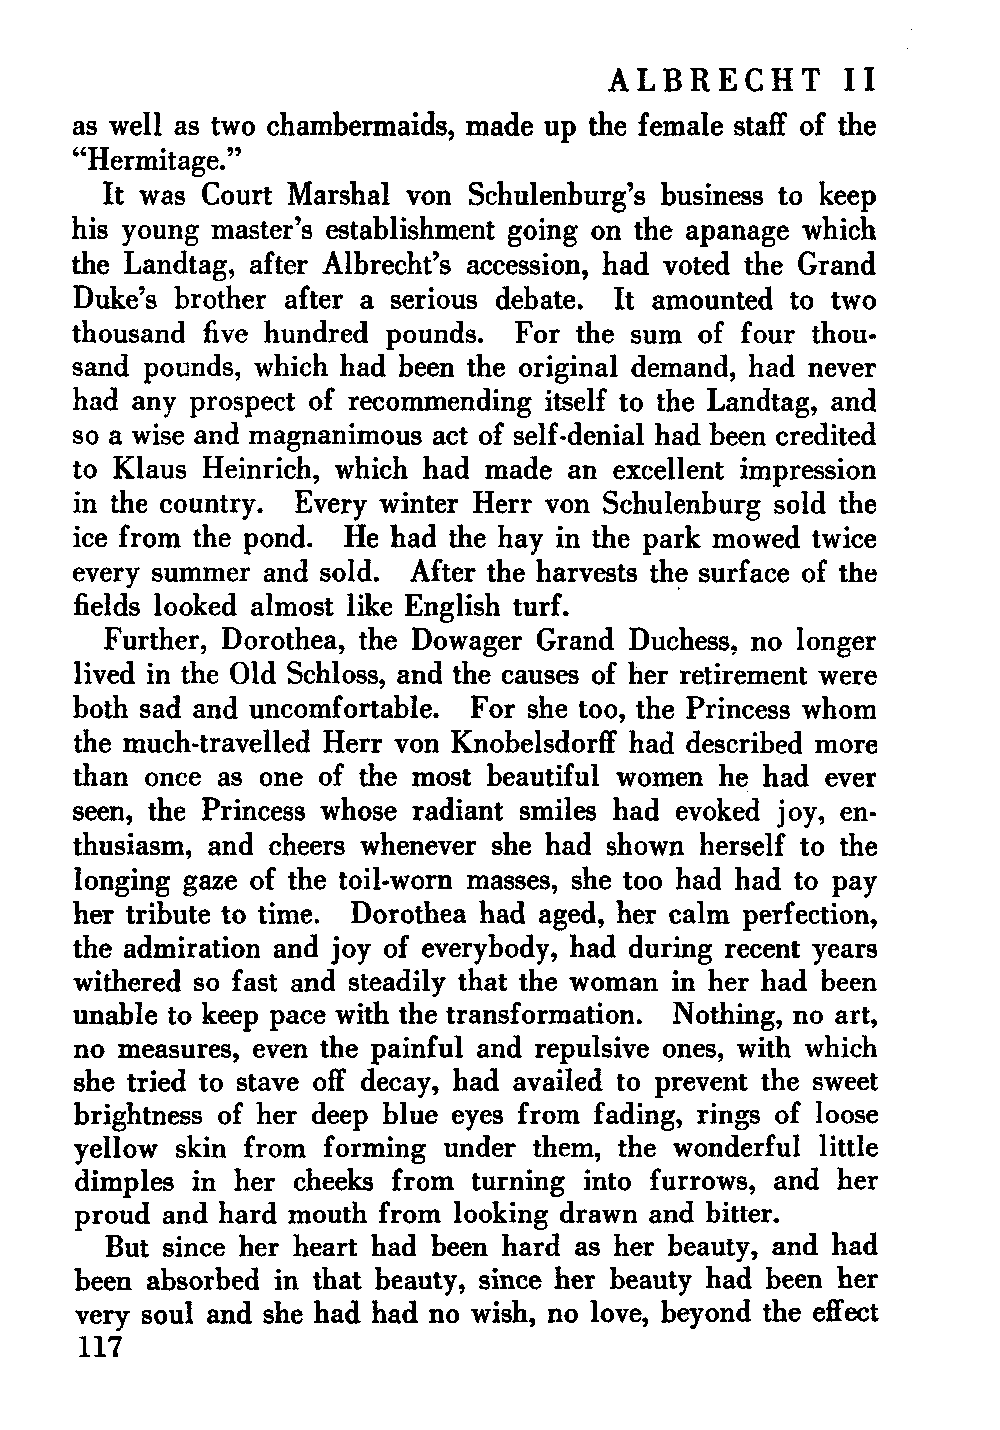 ALBRECHT II
as well as two chambermaids, made up the female staff of the
“Hermitage.”
It was Court Marshal von Schulenburg’s business to keep
his young master’s establishment going on the apanage which
the Landtag, after Albrecht’s accession, had voted the Grand
Duke’s brother after a serious debate. It amounted to two
thousand five hundred pounds. For the sum of four thou-
sand pounds, which had been the original demand, had never
had any prospect of recommending itself to the Landtag, and
so a wise and magnanimous act of self-denial had been credited
to Klaus Heinrich, which had made an excellent impression
in the country. Every winter Herr von Schulenburg sold the
ice from the pond. He had the hay in the park mowed twice
every summer and sold. After the harvests the surface of the
fields looked almost like English turf.
Further, Dorothea, the Dowager Grand Duchess, no longer
lived in the Old Schloss, and the causes of her retirement were
both sad and uncomfortable. For she too, the Princess whom
the much-travelled Herr von Knobelsdorff had described more
than once as one of the most beautiful women he had ever
seen, the Princess whose radiant smiles had evoked joy, en-
thusiasm, and cheers whenever she had shown herself to the
longing gaze of the toil-worn masses, she too had had to pay
her tribute to time. Dorothea had aged, her calm perfection,
the admiration and joy of everybody, had during recent years
withered so fast and steadily that the woman in her had been
unable to keep pace with the transformation. Nothing, no art,
no measures, even the painful and repulsive ones, with which
she tried to stave off decay, had availed to prevent the sweet
brightness of her deep blue eyes from fading, rings of loose
yellow skin from forming under them, the wonderful little
dimples in her cheeks from turning into furrows, and her
proud and hard mouth from looking drawn and bitter.
But since her heart had been hard as her beauty, and had
been absorbed in that beauty, since her beauty had been her
very soul and she had had no wish, no love, beyond the effect
117